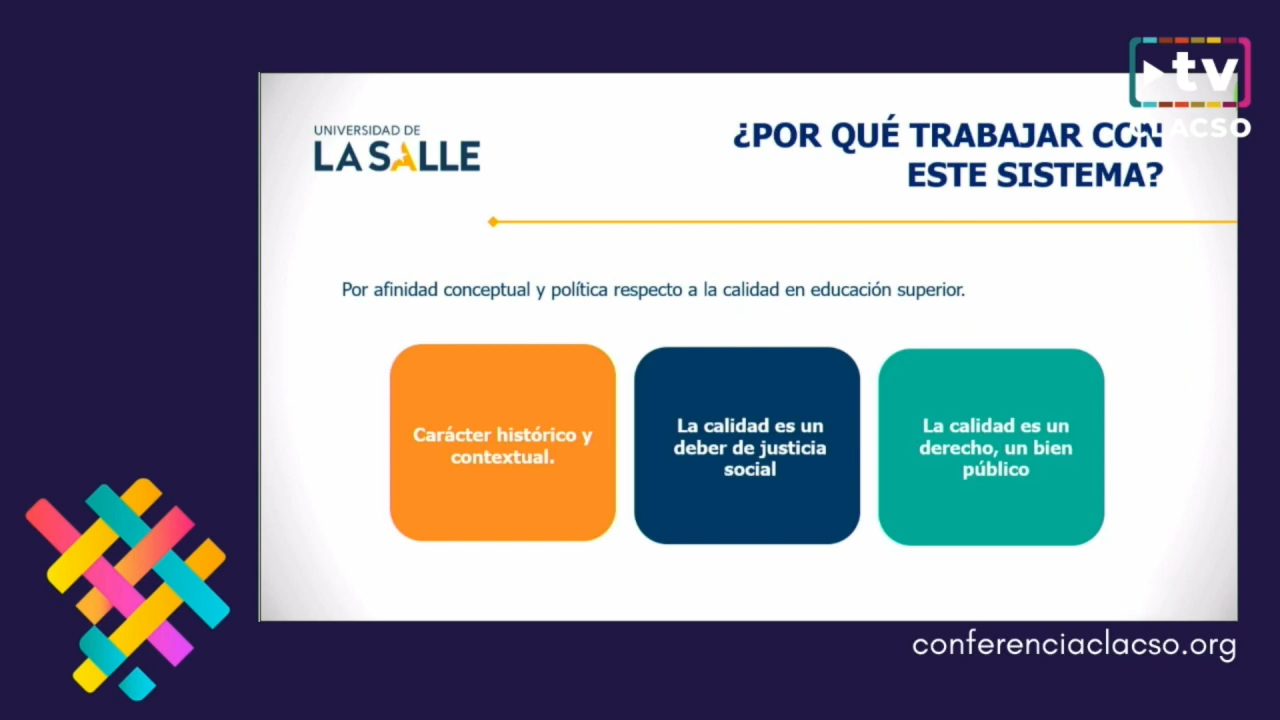 tv
CLACSO
UNIVERSIDAD DE
LA SALLE
¿POR QUÉ TRABAJAR CON
ESTE SISTEMA?
Por afinidad conceptual y política respecto a la calidad en educación superior.
Carácter histórico y
contextual.
La calidad es un
deber de justicia
social
La calidad es un
derecho, un bien
público
conferenciaclacso.org